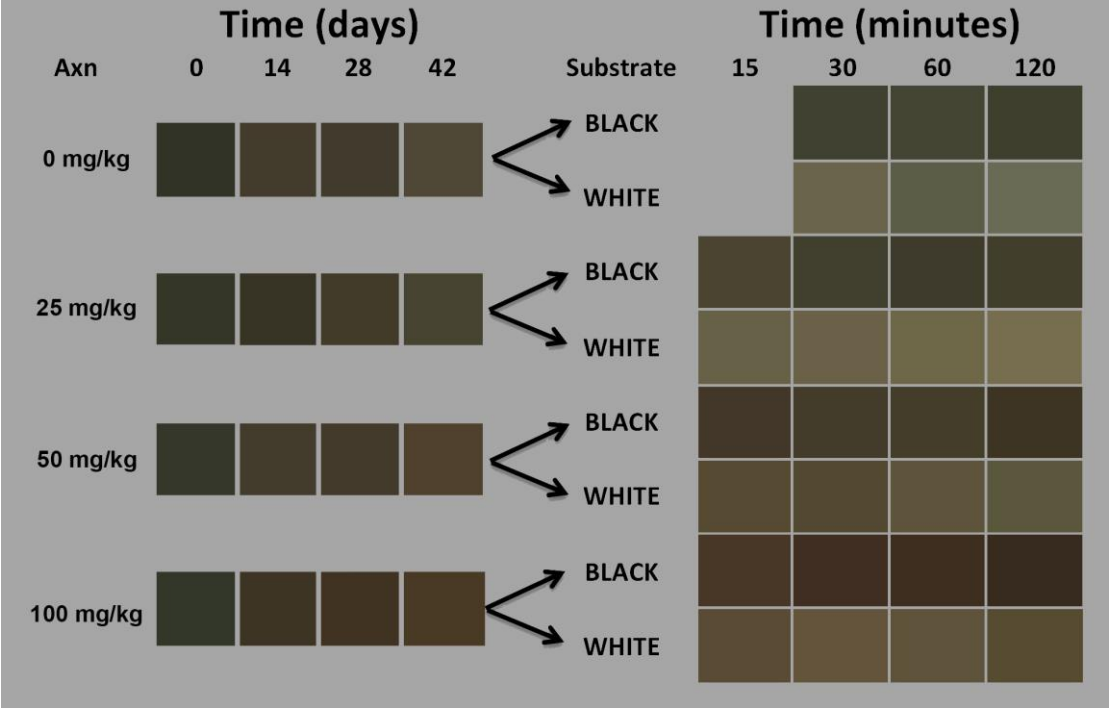 Time (days) Time (minutes)
Axn 0 14 28 42 Substrate 15 30 60 120
BLACK
0 mg/kg
WHITE
BLACK
25 mg/kg
WHITE
BLACK
50 mg/kg
WHITE
BLACK
100 mg/kg
WHITE